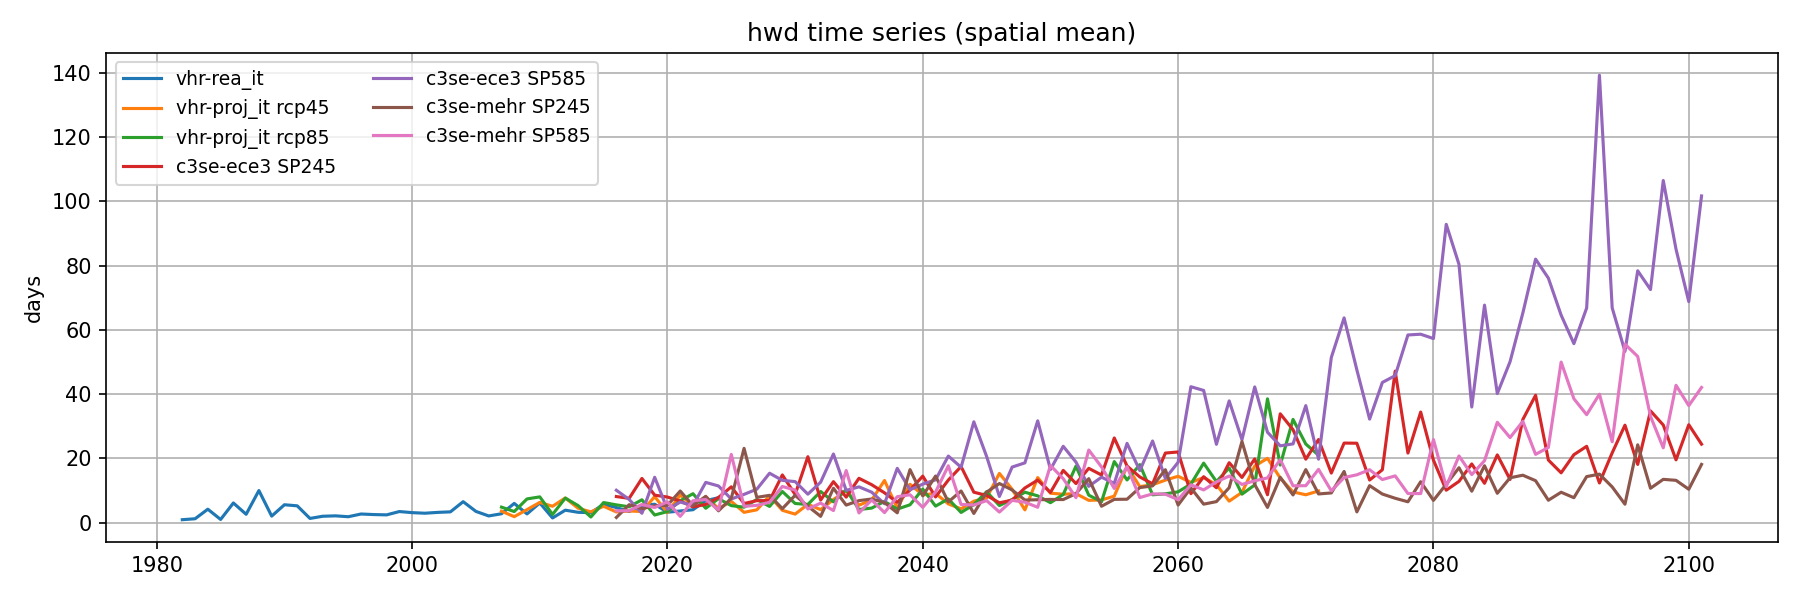 hwd time series (spatial mean)
days
140
120
100
80
60
40
20
0
vhr-rea_it
vhr-proj_it rcp45
vhr-proj_it rcp85
c3se-ece3 SP245
c3se-ece3 SP585
c3se-mehr SP245
c3se-mehr SP585
1980 2000 2020 2040 2060 2080 2100